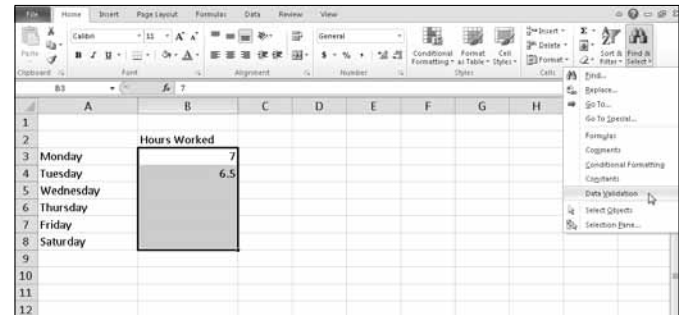 File Home Insert Page Layout Formulas Data Review View
Calibri 11 A A General Insert
Paste B I U A $ % , Conditional Format Cell Delete Sort & Find &
Formatting as Table Styles Format Filter Select
Clipboard Font Alignment Number Styles Cells
B3 fx 7
A B C D E F G H
1
2 Hours Worked
3 Monday 7
4 Tuesday 6.5
5 Wednesday
6 Thursday
7 Friday
8 Saturday
9
10
11
12
Find...
Replace...
Go To...
Go To Special...
Formulas
Comments
Conditional Formatting
Constants
Data Validation
Select Objects
Selection Pane...